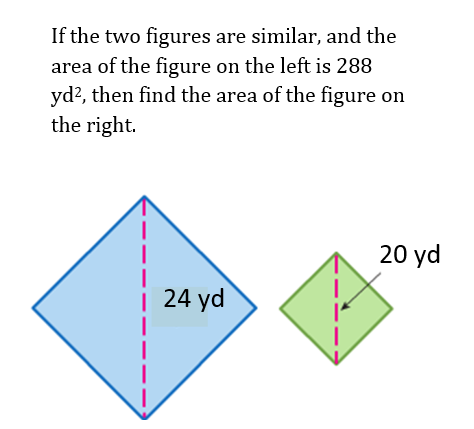 If the two figures are similar, and the
area of the figure on the left is 288
yd², then find the area of the figure on
the right.
20 yd
24 yd